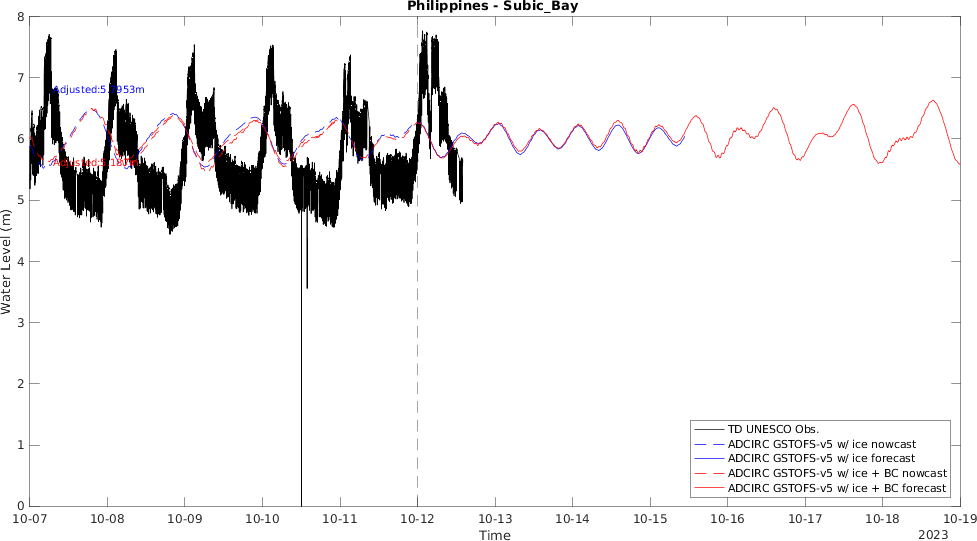 Philippines - Subic_Bay
8
7
6
5
4
3
2
1
0
Water Level (m)
10-07 10-08 10-09 10-10 10-11 10-12 10-13 10-14 10-15 10-16 10-17 10-18 10-19
Time
2023
TD UNESCO Obs.
ADCIRC GSTOFS-v5 w/ ice nowcast
ADCIRC GSTOFS-v5 w/ ice forecast
ADCIRC GSTOFS-v5 w/ ice + BC nowcast
ADCIRC GSTOFS-v5 w/ ice + BC forecast